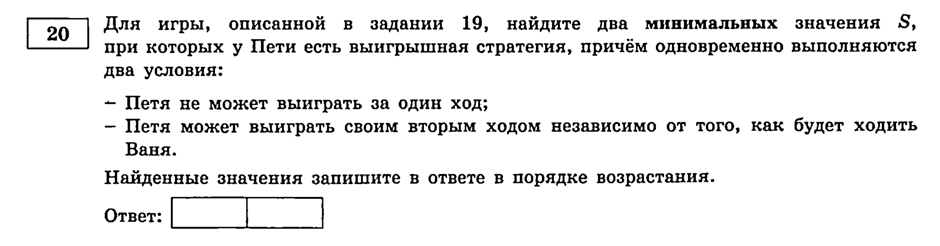 20
Для игры, описанной в задании 19, найдите два минимальных значения S,
при которых у Пети есть выигрышная стратегия, причём одновременно выполняются
два условия:
– Петя не может выиграть за один ход;
– Петя может выиграть своим вторым ходом независимо от того, как будет ходить
Ваня.
Найденные значения запишите в ответе в порядке возрастания.
Ответ: